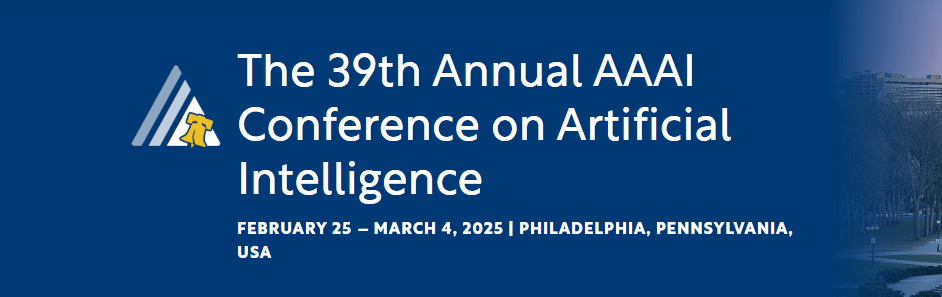 The 39th Annual AAAI
Conference on Artificial
Intelligence
FEBRUARY 25 – MARCH 4, 2025 | PHILADELPHIA, PENNSYLVANIA,
USA